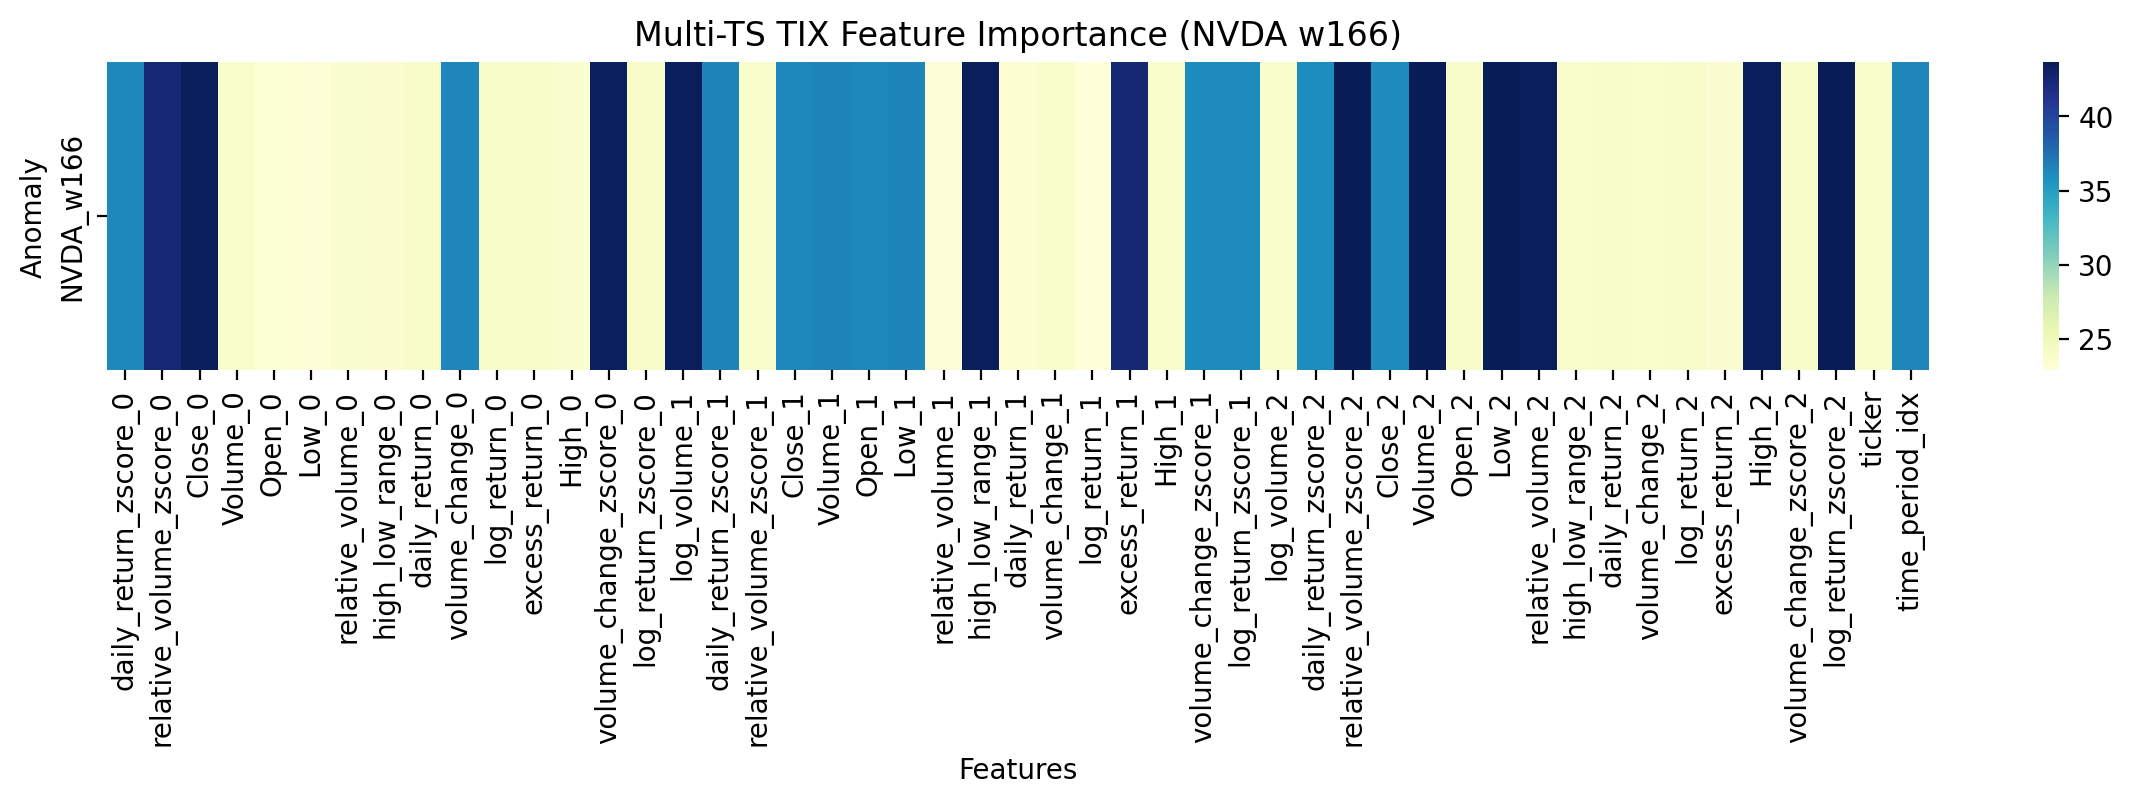 Multi-TS TIX Feature Importance (NVDA w166)
Anomaly
NVDA_w166
40
35
30
25
daily_return_zscore_0
relative_volume_zscore_0
Close_0
Volume_0
Open_0
Low_0
relative_volume_0
high_low_range_0
daily_return_0
volume_change_0
log_return_0
excess_return_0
High_0
volume_change_zscore_0
log_return_zscore_0
log_volume_1
daily_return_zscore_1
relative_volume_zscore_1
Close_1
Volume_1
Open_1
Low_1
relative_volume_1
high_low_range_1
daily_return_1
volume_change_1
log_return_1
excess_return_1
High_1
volume_change_zscore_1
log_return_zscore_1
log_volume_2
daily_return_zscore_2
relative_volume_zscore_2
Close_2
Volume_2
Open_2
Low_2
relative_volume_2
high_low_range_2
daily_return_2
volume_change_2
log_return_2
excess_return_2
High_2
volume_change_zscore_2
log_return_zscore_2
ticker
time_period_idx
Features